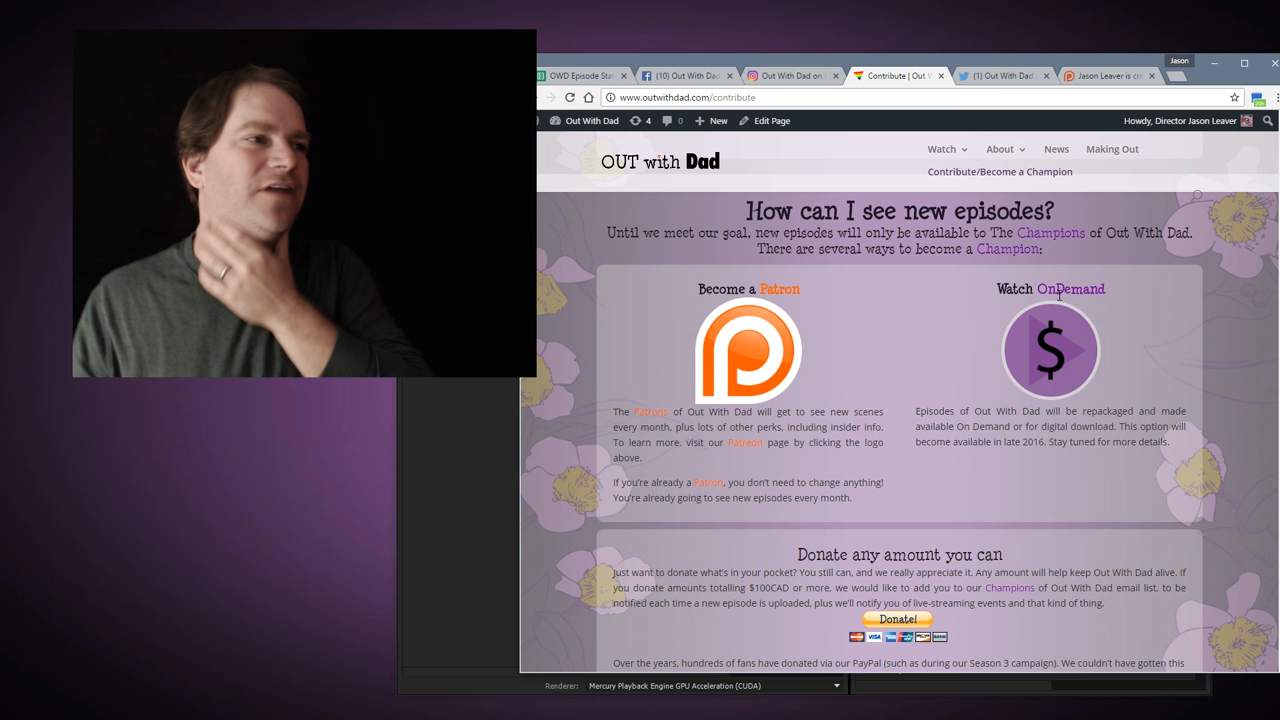 Jason
OWD Episode Sta
(10) Out With Dad
Out With Dad on
Contribute | Out W
(1) Out With Dad
Jason Leaver is cr
www.outwithdad.com/contribute
Out With Dad 4 0 New Edit Page Howdy, Director Jason Leaver
OUT with Dad
Watch About News Making Out
Contribute/Become a Champion
How can I see new episodes?
Until we meet our goal, new episodes will only be available to The Champions of Out With Dad.
There are several ways to become a Champion:
Become a Patron
The Patrons of Out With Dad will get to see new scenes
every month, plus lots of other perks, including insider info.
To learn more, visit our Patreon page by clicking the logo
above.
If you're already a Patron, you don't need to change anything!
You're already going to see new episodes every month.
Watch OnDemand
$
Episodes of Out With Dad will be repackaged and made
available On Demand or for digital download. This option will
become available in late 2016. Stay tuned for more details.
Donate any amount you can
Just want to donate what's in your pocket? You still can, and we really appreciate it. Any amount will help keep Out With Dad alive. If
you donate amounts totalling $100CAD or more, we would like to add you to our Champions of Out With Dad email list, to be
notified each time a new episode is uploaded, plus we'll notify you of live-streaming events and that kind of thing.
Donate!
VISA
Over the years, hundreds of fans have donated via our PayPal (such as during our Season 3 campaign). We couldn't have gotten this
Renderer: Mercury Playback Engine GPU Acceleration (CUDA)